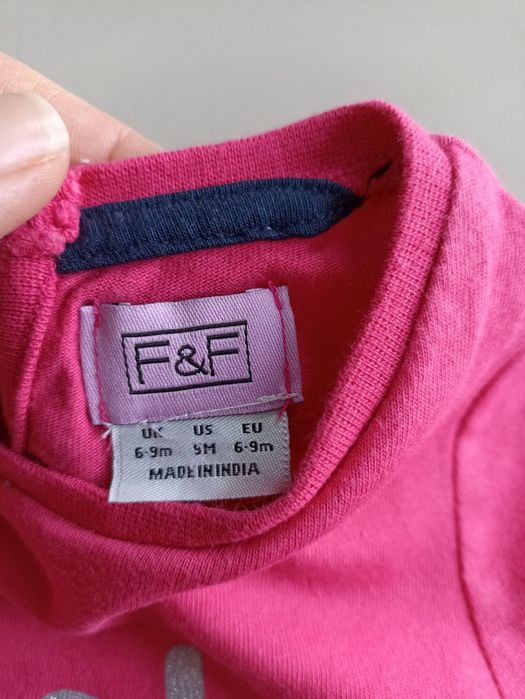 F&F
UK US EU
6-9m 9M 6-9m
MADE IN INDIA